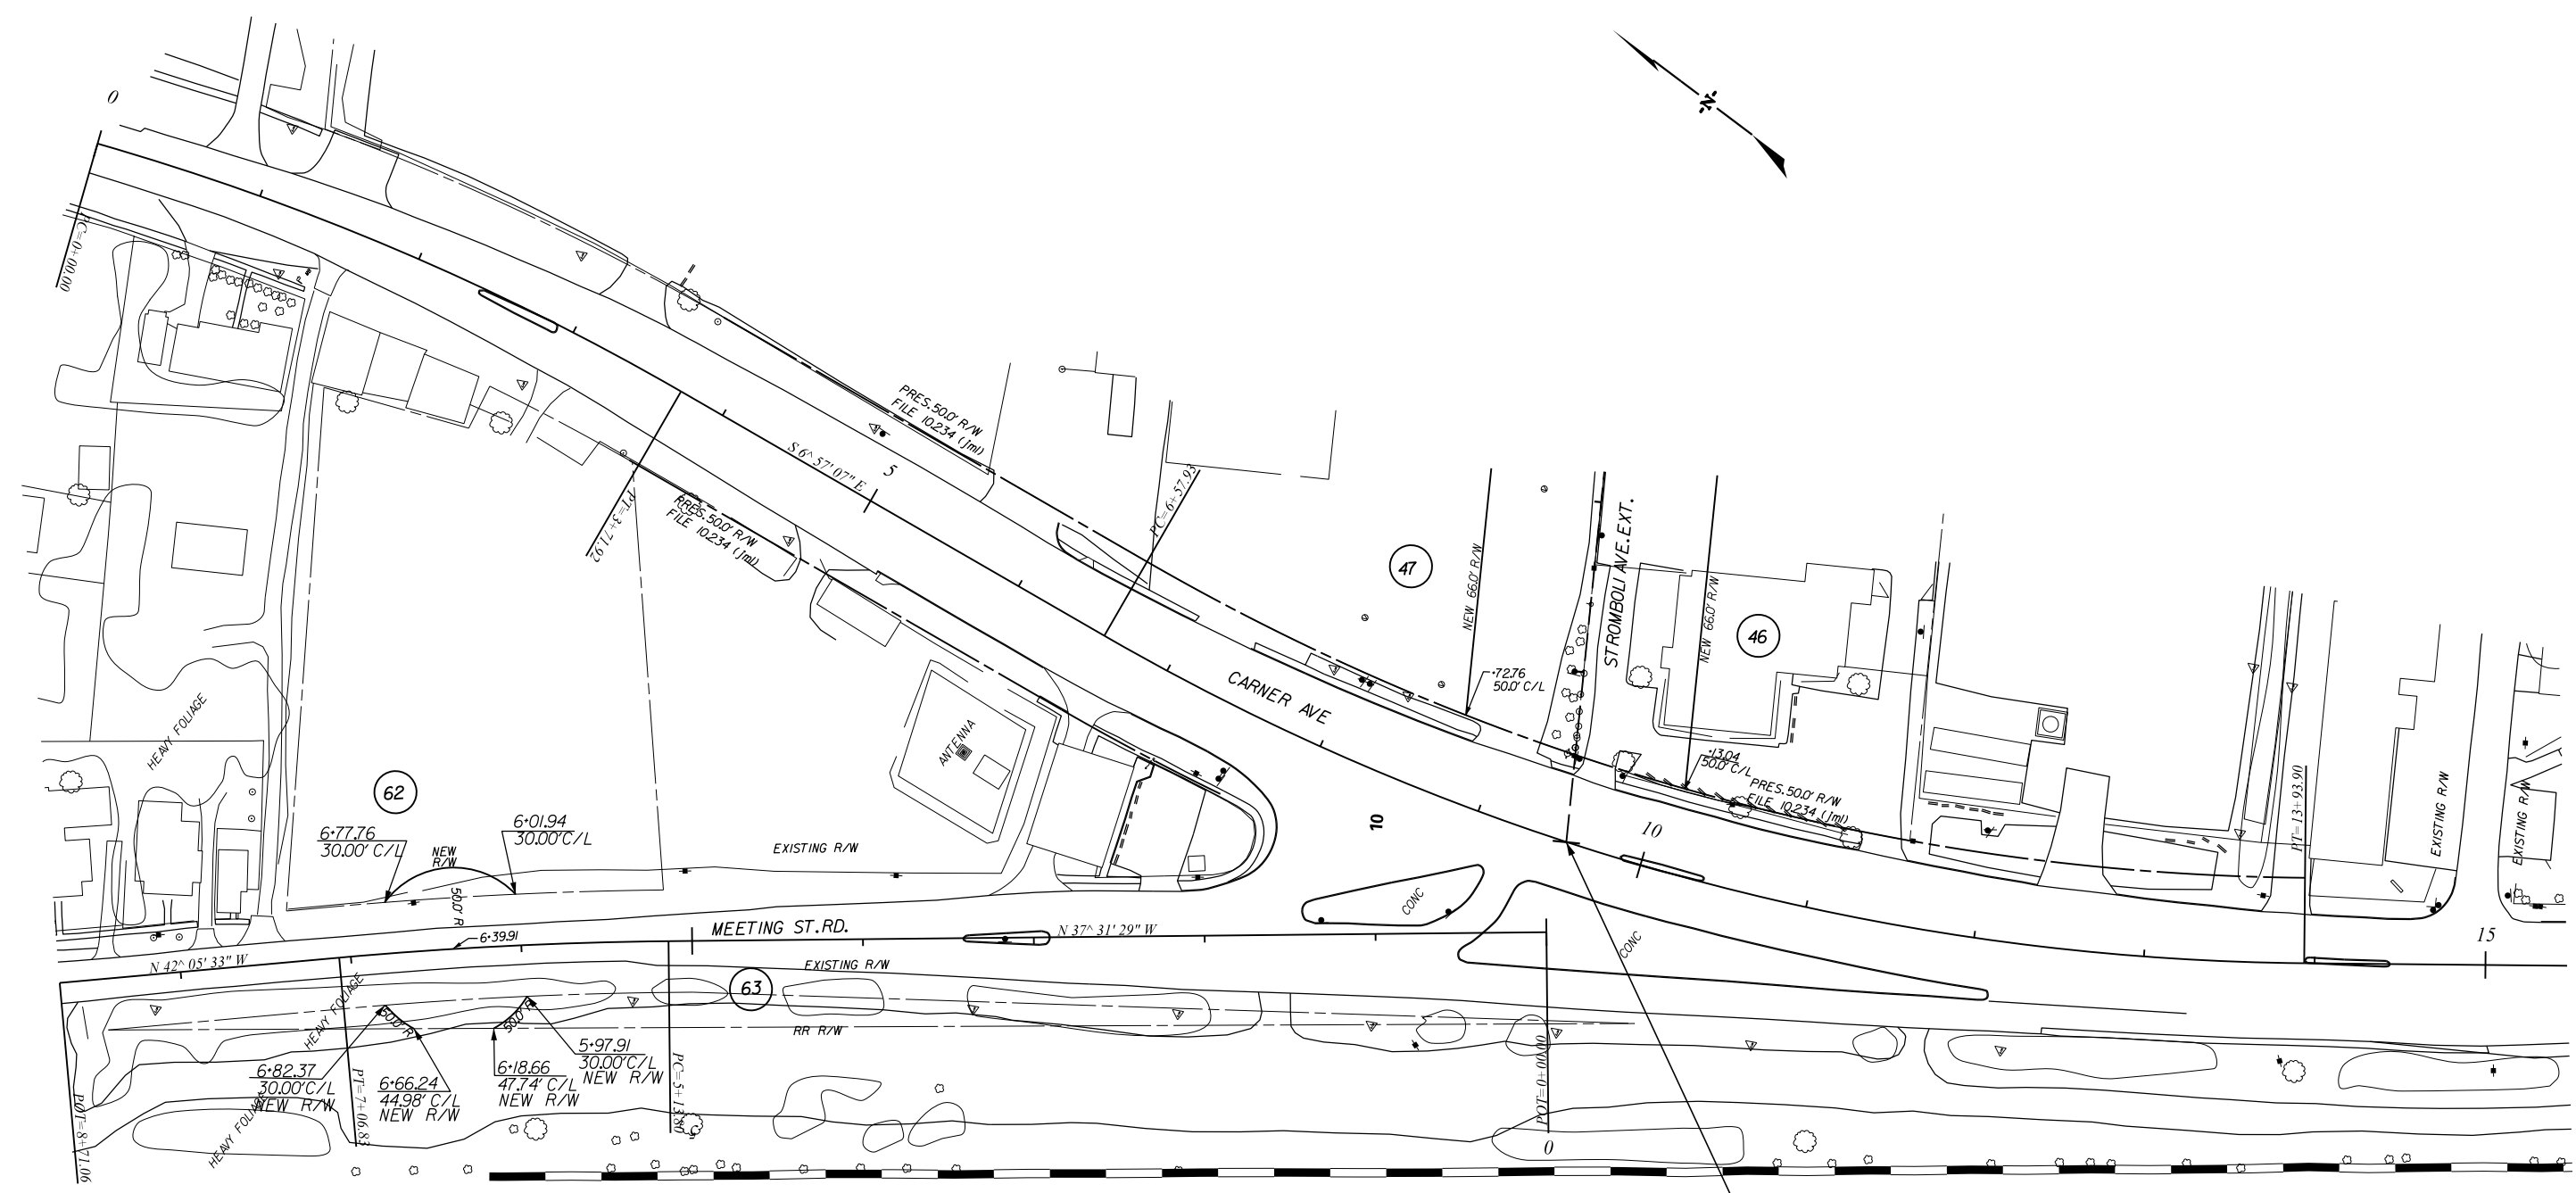 0
-N-
PC=0+00.00
PRES.50.0' R/W
FILE 10.234 (jml)
S 6^ 57' 07" E
5
PT=3+71.92
PRES.50.0' R/W
FILE 10.234 (jml)
PC=6+57.93
47
NEW 66.0' R/W
STROMBOLI AVE.EXT.
NEW 66.0' R/W
46
+72.76
50.0' C/L
CARNER AVE
HEAVY FOLIAGE
ANTENNA
+13.04
50.0' C/L
PRES.50.0' R/W
FILE 10.234 (jml)
PT=13+93.90
EXISTING R/W
EXISTING R/W
62
6+77.76
30.00' C/L
NEW
R/W
6+01.94
30.00' C/L
EXISTING R/W
10
10
50.0' R
CONC
MEETING ST.RD.
N 37^ 31' 29" W
6+39.91
N 42^ 05' 33" W
CONC
15
EXISTING R/W
63
HEAVY FOLIAGE
50.0' R
50.0' R
RR R/W
5+97.91
30.00' C/L
NEW R/W
6+82.37
30.00' C/L
NEW R/W
6+66.24
44.98' C/L
NEW R/W
6+18.66
47.74' C/L
NEW R/W
PT=7+06.83
PC=5+13.80
POT=0+00.00
POT=8+71.06
HEAVY FOLIAGE
5
0